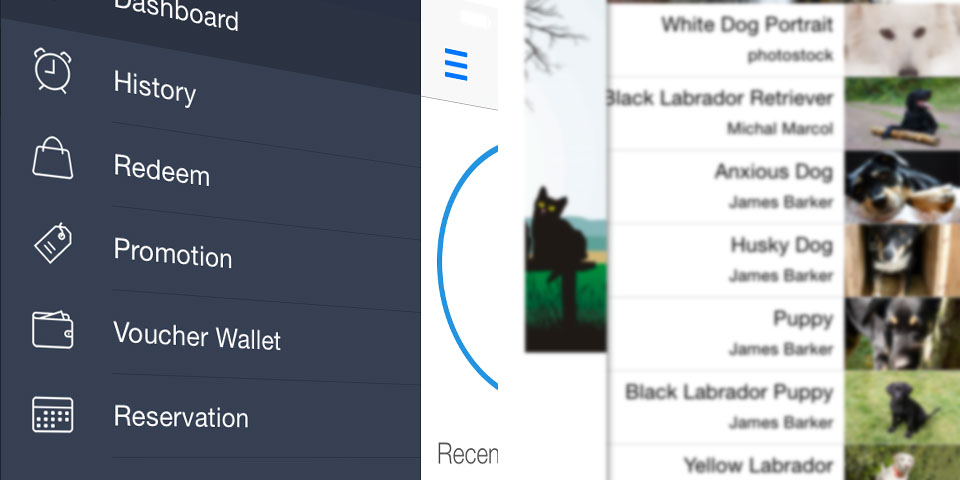 Dashboard
History
Redeem
Promotion
Voucher Wallet
Reservation
Recen
White Dog Portrait
photostock
Black Labrador Retriever
Michal Marcol
Anxious Dog
James Barker
Husky Dog
James Barker
Puppy
James Barker
Black Labrador Puppy
James Barker
Yellow Labrador